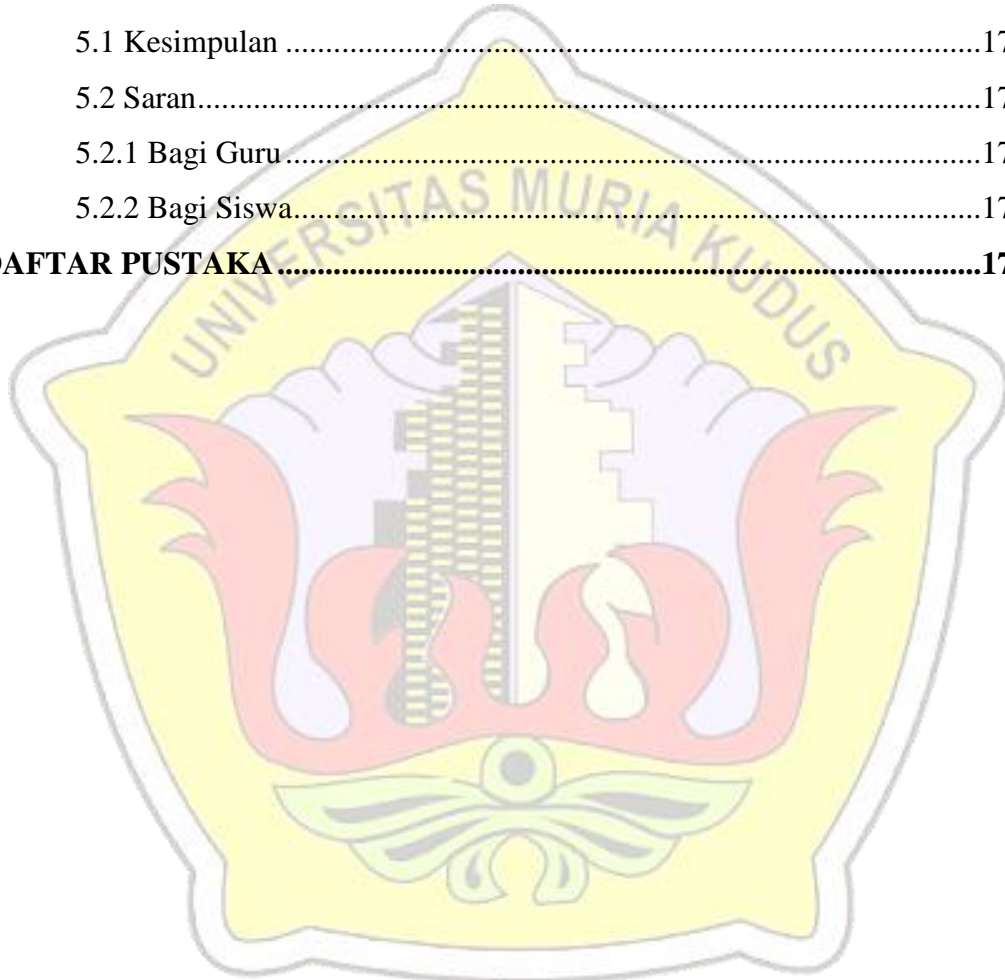 5.1 Kesimpulan ........................................................................17
5.2 Saran........................................................................17
5.2.1 Bagi Guru ........................................................................17
5.2.2 Bagi Siswa........................................................................17
DAFTAR PUSTAKA ........................................................................17
UNIVERSITAS MURIA KUDUS